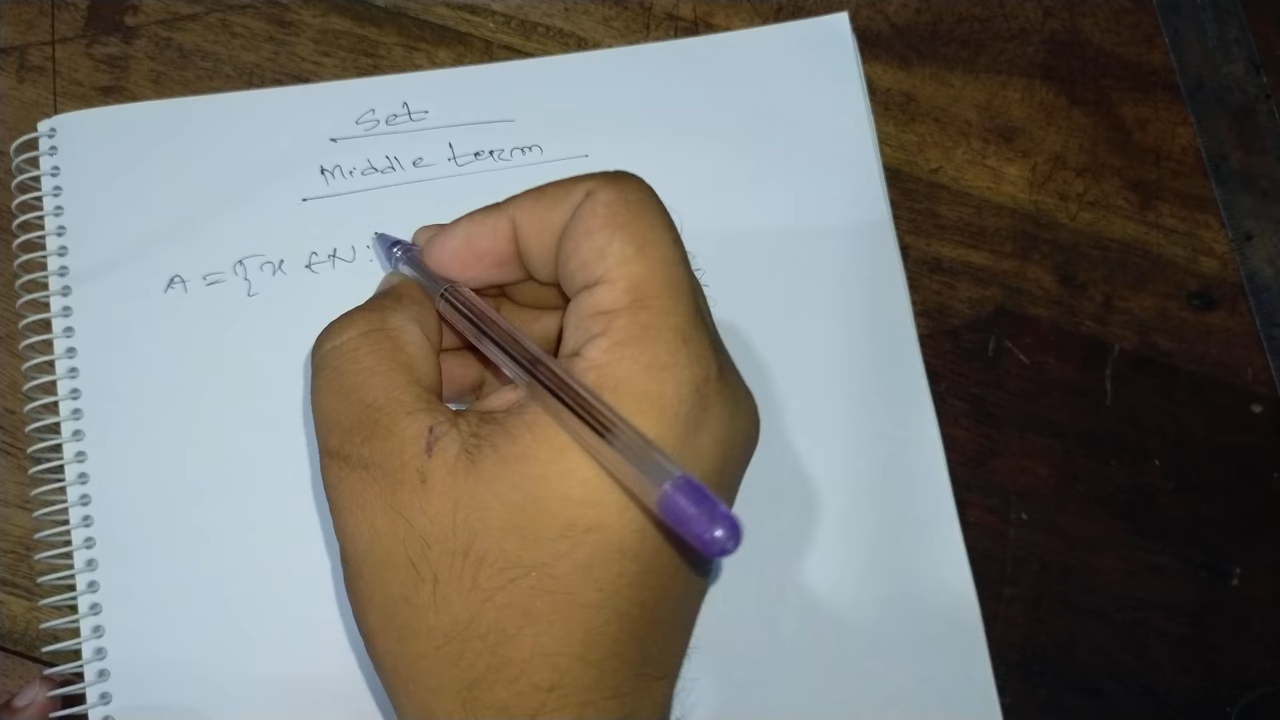 Set
Middle term
A = {x ∈ N :